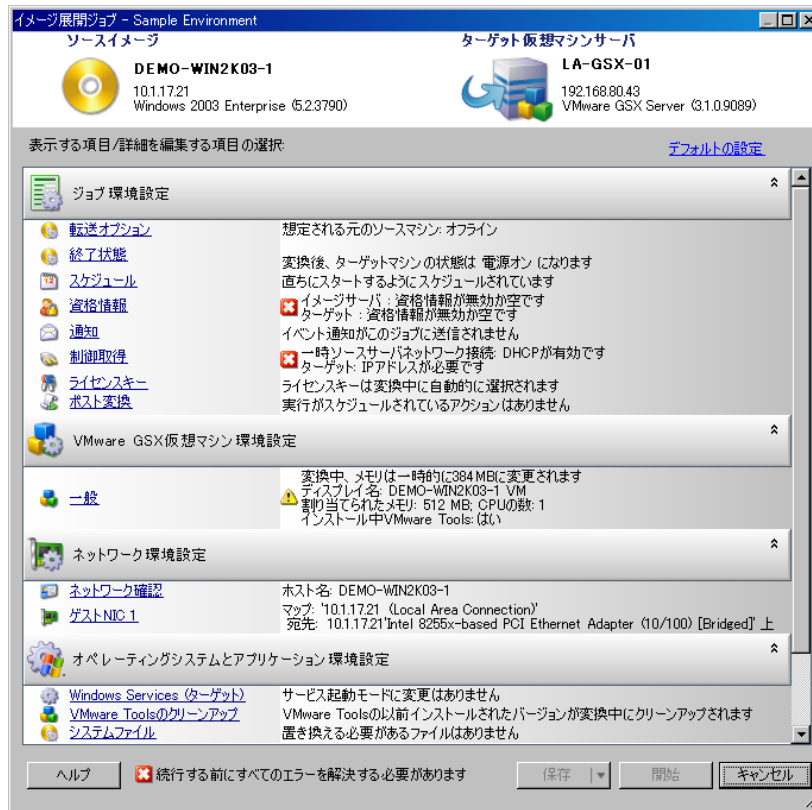 イメージ展開ジョブ - Sample Environment
ソースイメージ
DEMO-WIN2K03-1
10.1.17.21
Windows 2003 Enterprise (5.2.3790)
ターゲット仮想マシンサーバ
LA-GSX-01
192.168.80.43
VMware GSX Server (3.1.0.9089)
表示する項目/詳細を編集する項目の選択:
デフォルトの設定
ジョブ環境設定
転送オプション 想定される元のソースマシン: オフライン
終了状態 変換後、ターゲットマシンの状態は 電源オン になります
スケジュール 直ちにスタートするようにスケジュールされています
資格情報 イメージサーバ : 資格情報が無効か空です
ターゲット : 資格情報が無効か空です
通知 イベント通知がこのジョブに送信されません
制御取得 一時ソースサーバネットワーク接続: DHCPが有効です
ターゲット: IPアドレスが必要です
ライセンスキー ライセンスキーは変換中に自動的に選択されます
ポスト変換 実行がスケジュールされているアクションはありません
VMware GSX仮想マシン環境設定
変換中、メモリは一時的に384MBに変更されます
一般 ディスプレイ名: DEMO-WIN2K03-1 VM
割り当てられたメモリ: 512 MB; CPUの数: 1
インストール中VMware Tools: はい
ネットワーク環境設定
ネットワーク確認 ホスト名: DEMO-WIN2K03-1
ゲストNIC 1 マップ: '10.1.17.21 (Local Area Connection)'
宛先: 10.1.17.21'Intel 8255x-based PCI Ethernet Adapter (10/100) [Bridged]' 上
オペレーティングシステムとアプリケーション環境設定
Windows Services (ターゲット) サービス起動モードに変更はありません
VMware Toolsのクリーンアップ VMware Toolsの以前インストールされたバージョンが変換中にクリーンアップされます
システムファイル 置き換える必要があるファイルはありません
ヘルプ 続行する前にすべてのエラーを解決する必要があります 保存 開始 キャンセル